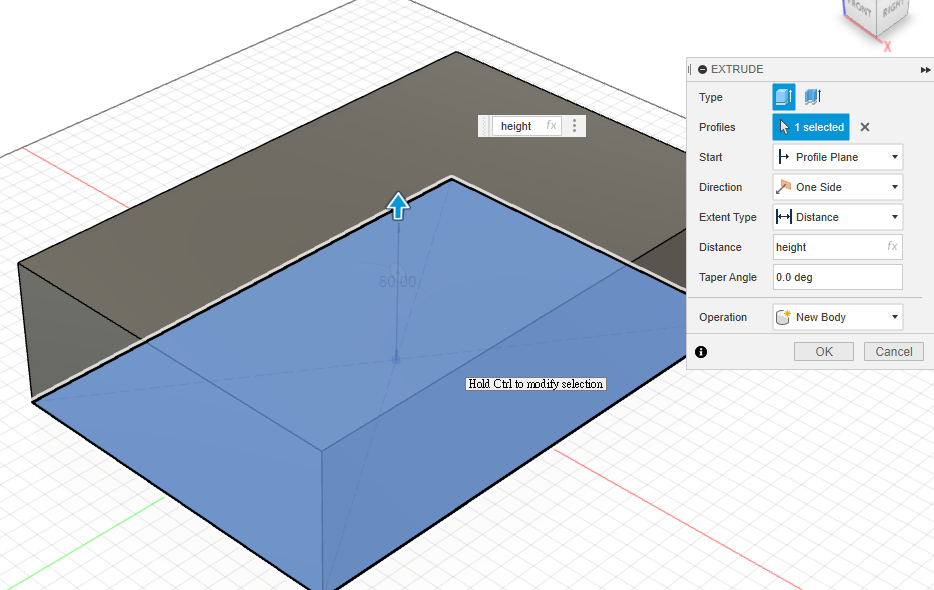 FRONT
RIGHT
X
EXTRUDE
Type
Profiles
1 selected
Start
Profile Plane
Direction
One Side
Extent Type
Distance
Distance
height
fx
Taper Angle
0.0 deg
Operation
New Body
OK
Cancel
height
fx
80.00
Hold Ctrl to modify selection